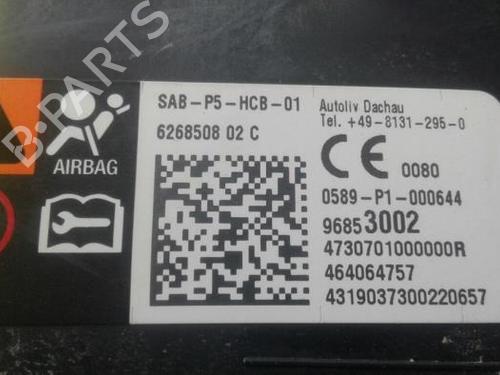 B-PARTS
AIRBAG
SAB-P5-HCB-01
6268508 02 C
Autoliv Dachau
Tel. +49-8131-295-0
CE 0080
0589-P1-000644
96853002
4730701000000R
464064757
4319037300220657